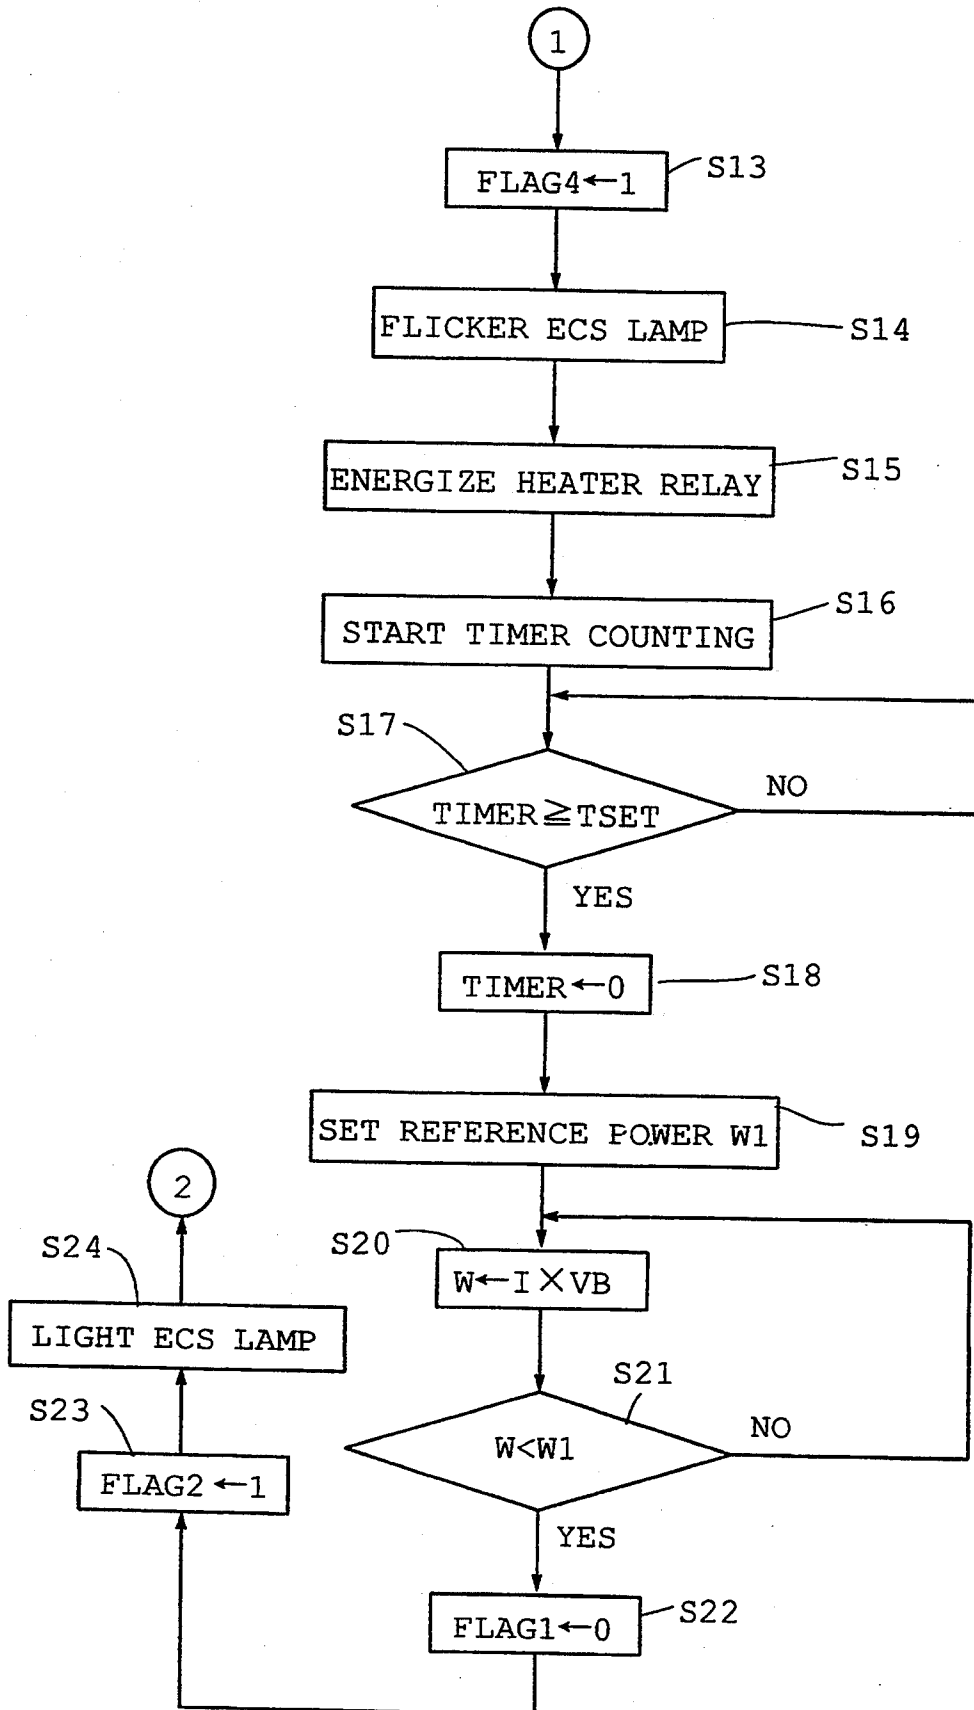 1
S13
FLAG4←1
FLICKER ECS LAMP
S14
ENERGIZE HEATER RELAY
S15
S16
START TIMER COUNTING
S17
TIMER≧TSET
NO
YES
TIMER←0
S18
SET REFERENCE POWER W1
S19
2
S20
W←I×VB
S24
LIGHT ECS LAMP
S21
W<W1
NO
S23
FLAG2←1
YES
FLAG1←0
S22